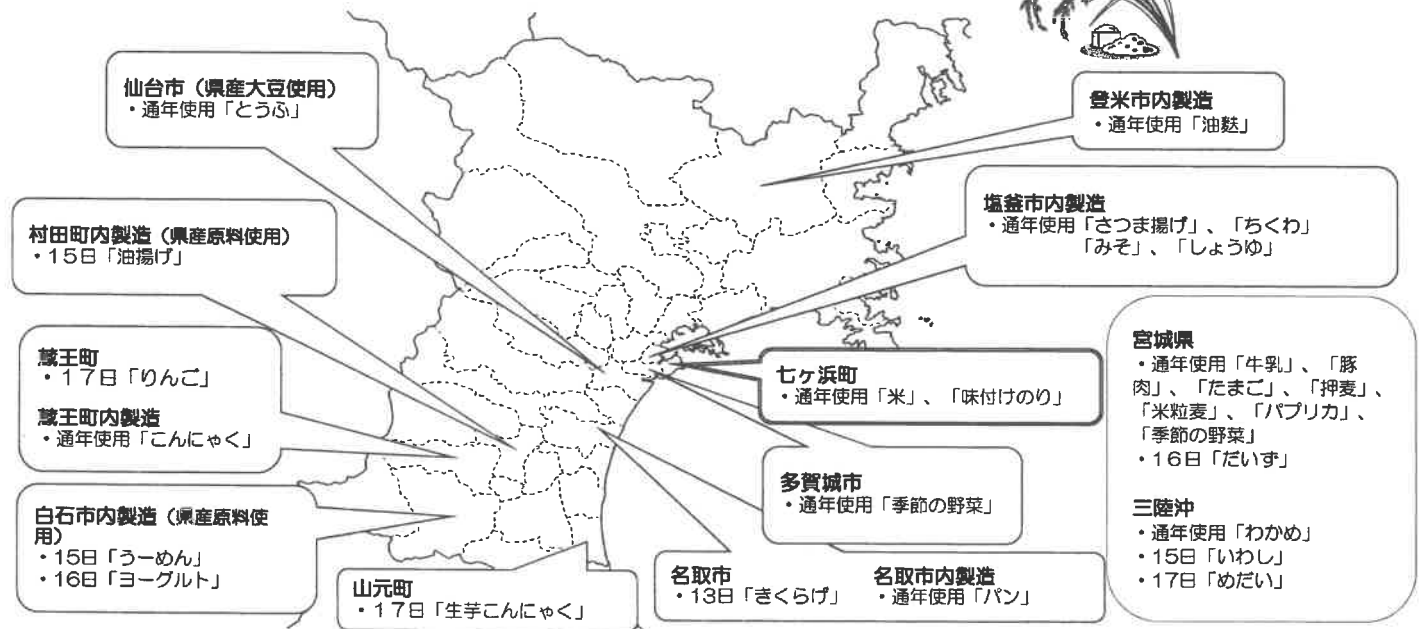 仙台市（県産大豆使用）
・通年使用「とうふ」
登米市内製造
・通年使用「油麩」
塩釜市内製造
・通年使用「さつま揚げ」、「ちくわ」
「みそ」、「しょうゆ」
村田町内製造（県産原料使用）
・15日「油揚げ」
蔵王町
・17日「りんご」
蔵王町内製造
・通年使用「こんにゃく」
七ヶ浜町
・通年使用「米」、「味付けのり」
宮城県
・通年使用「牛乳」、「豚
肉」、「たまご」、「押麦」、
「米粒麦」、「パプリカ」、
「季節の野菜」
・16日「だいず」
三陸沖
・通年使用「わかめ」
・15日「いわし」
・17日「めだい」
多賀城市
・通年使用「季節の野菜」
白石市内製造（県産原料使
用）
・15日「うーめん」
・16日「ヨーグルト」
山元町
・17日「生芋こんにゃく」
名取市
・13日「きくらげ」
名取市内製造
・通年使用「パン」